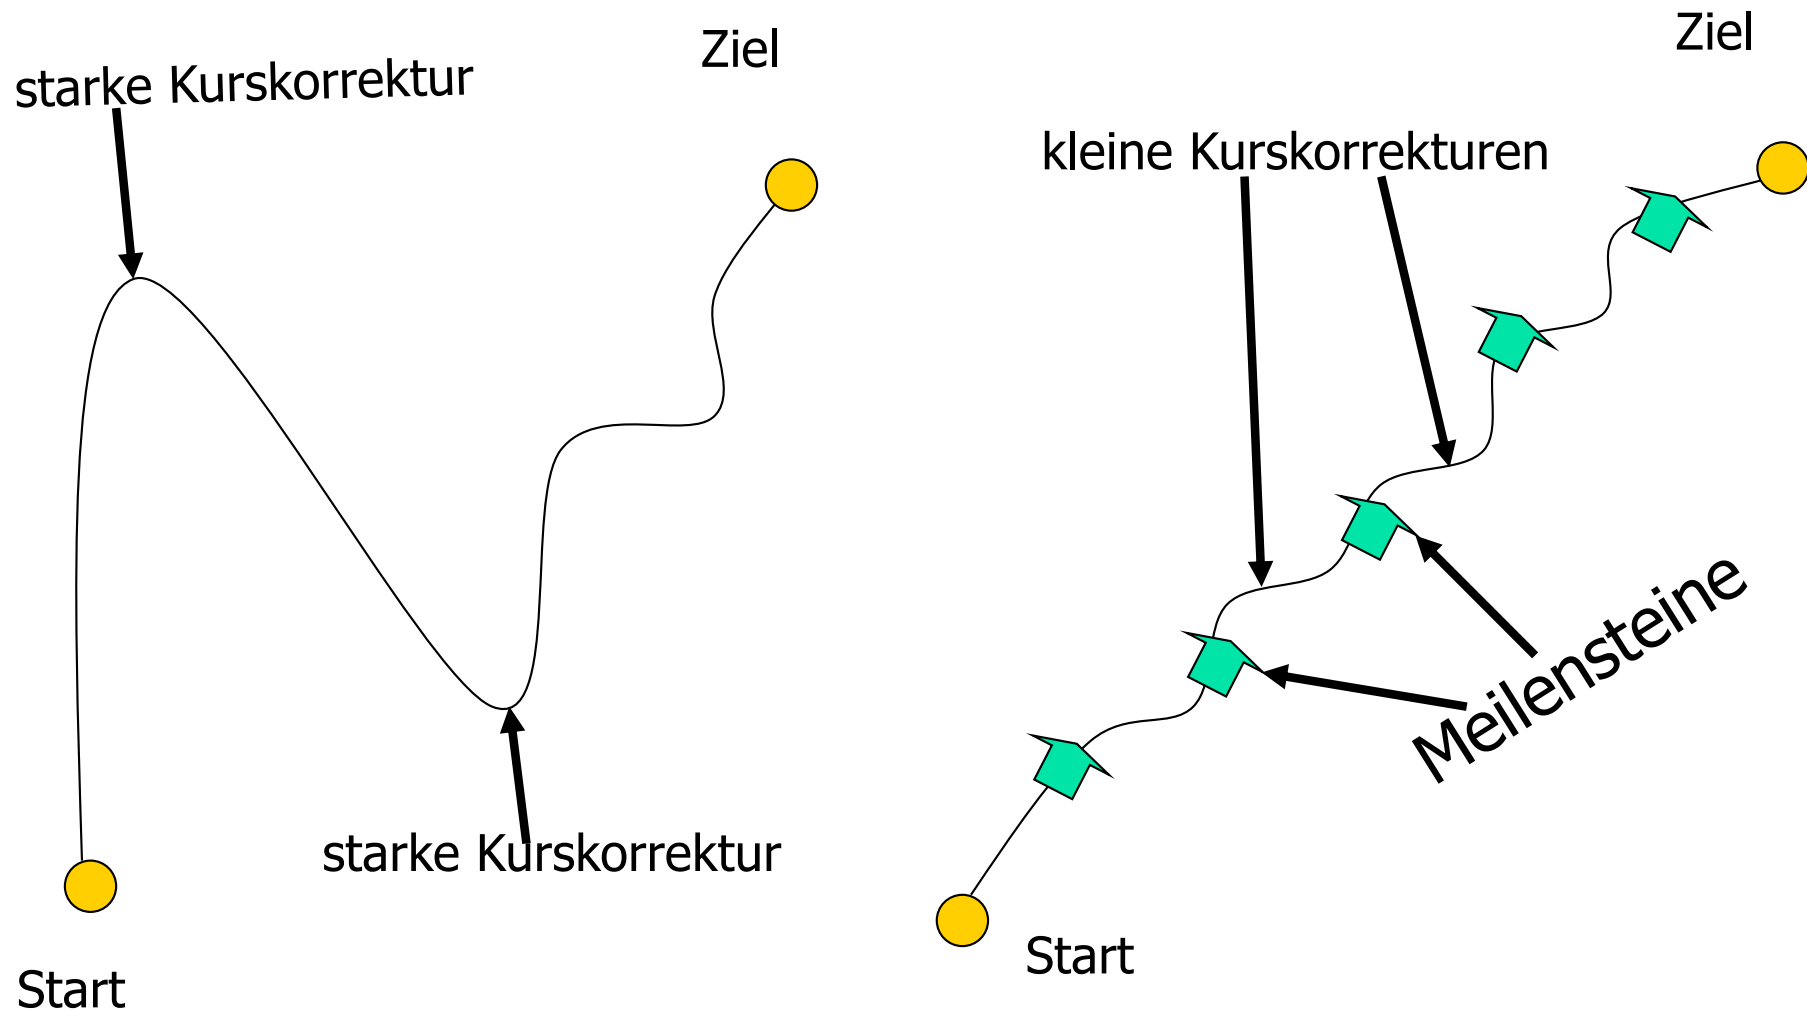 starke Kurskorrektur
Ziel
starke Kurskorrektur
Start
Ziel
kleine Kurskorrekturen
Meilensteine
Start